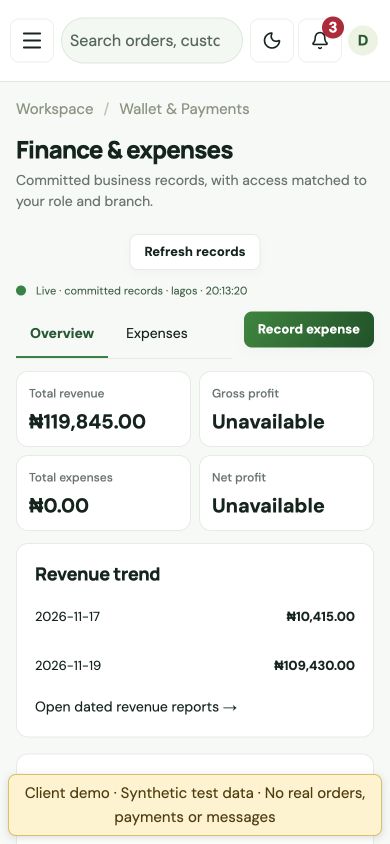 Search orders, custc
3
D
Workspace / Wallet & Payments
Finance & expenses
Committed business records, with access matched to
your role and branch.
Refresh records
Live · committed records · lagos · 20:13:20
Overview
Expenses
Record expense
Total revenue
₦119,845.00
Gross profit
Unavailable
Total expenses
₦0.00
Net profit
Unavailable
Revenue trend
2026-11-17 ₦10,415.00
2026-11-19 ₦109,430.00
Open dated revenue reports →
Client demo · Synthetic test data · No real orders,
payments or messages